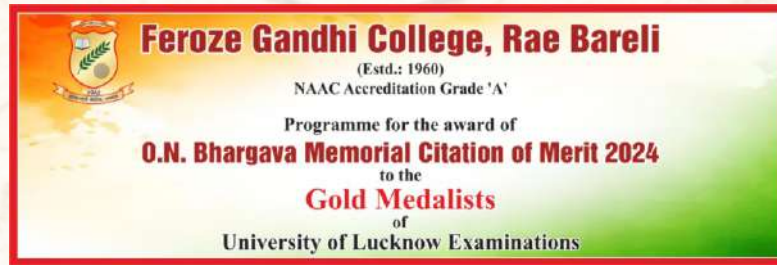 Feroze Gandhi College, Rae Bareli
(Estd.: 1960)
NAAC Accreditation Grade 'A'
Programme for the award of
O.N. Bhargava Memorial Citation of Merit 2024
to the
Gold Medalists
of
University of Lucknow Examinations